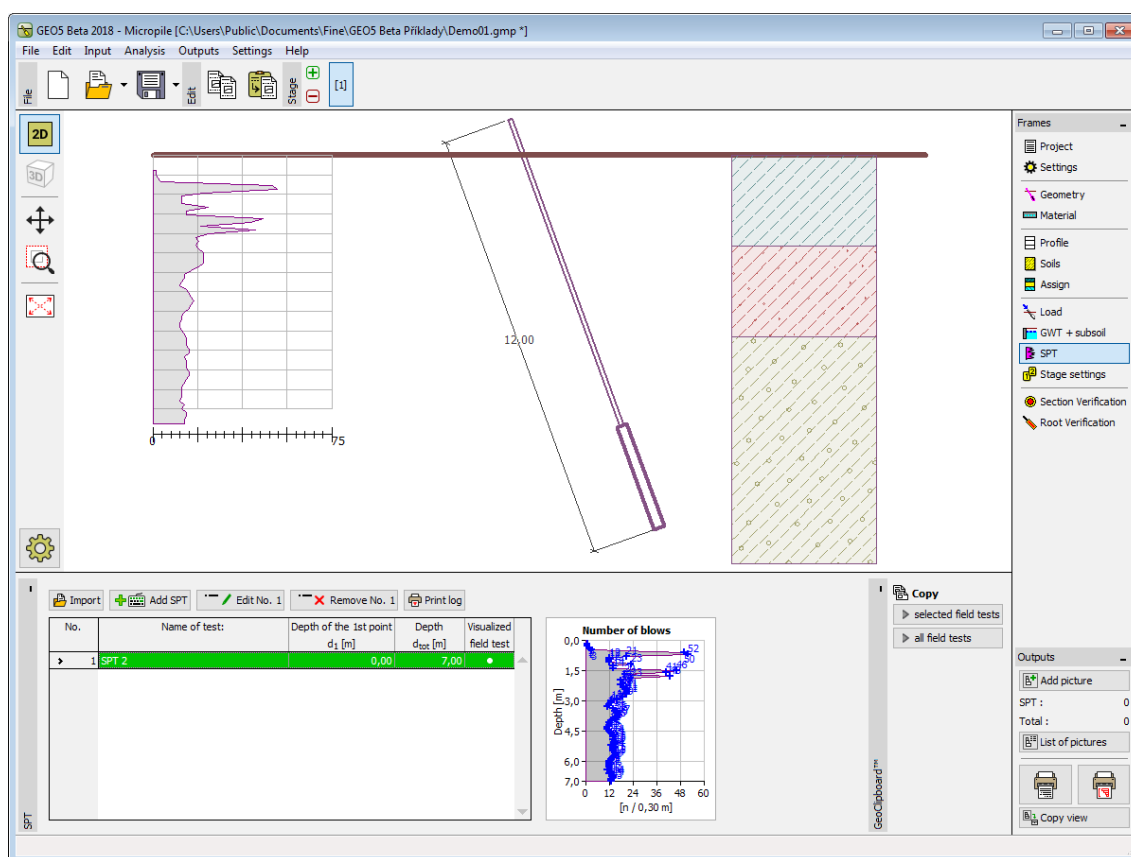 GEO5 Beta 2018 - Micropile [C:\Users\Public\Documents\Fine\GEO5 Beta Příklady\Demo01.gmp *]
File Edit Input Analysis Outputs Settings Help
File
Edit
Stage
[1]
2D
3D
12,00
0
75
Frames
Project
Settings
Geometry
Material
Profile
Soils
Assign
Load
GWT + subsoil
SPT
Stage settings
Section Verification
Root Verification
SPT
Import
Add SPT
Edit No. 1
Remove No. 1
Print log
No. Name of test: Depth of the 1st point Depth Visualized
d1 [m] dtot [m] field test
1 SPT 2 0,00 7,00
Number of blows
Depth [m]
0,0
1,5
3,0
4,5
6,0
7,0
52
50
0 12 24 36 48 60
[n / 0,30 m]
GeoClipboard™
Copy
selected field tests
all field tests
Outputs
Add picture
SPT : 0
Total : 0
List of pictures
Copy view